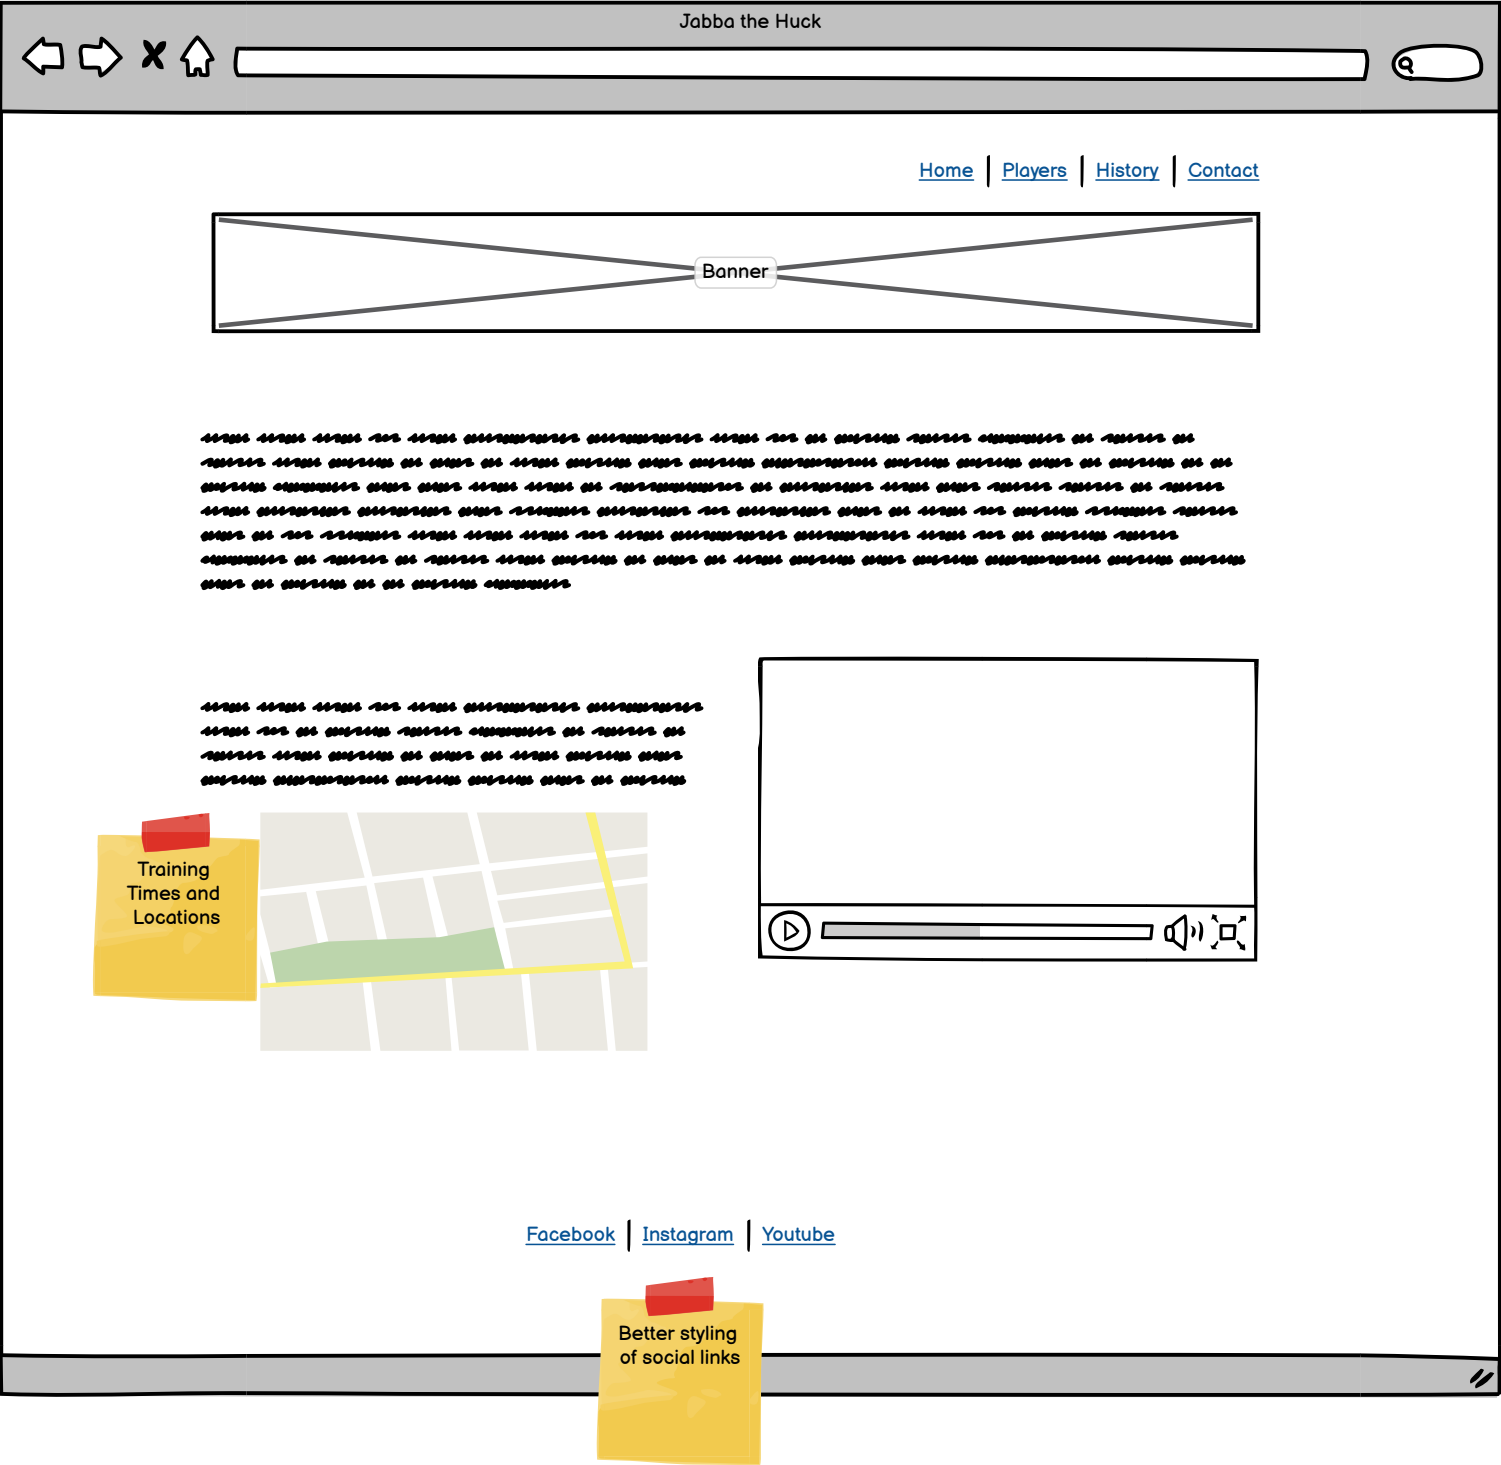 Jabba the Huck
Home Players History Contact
Banner
Training
Times and
Locations
Facebook Instagram Youtube
Better styling
of social links